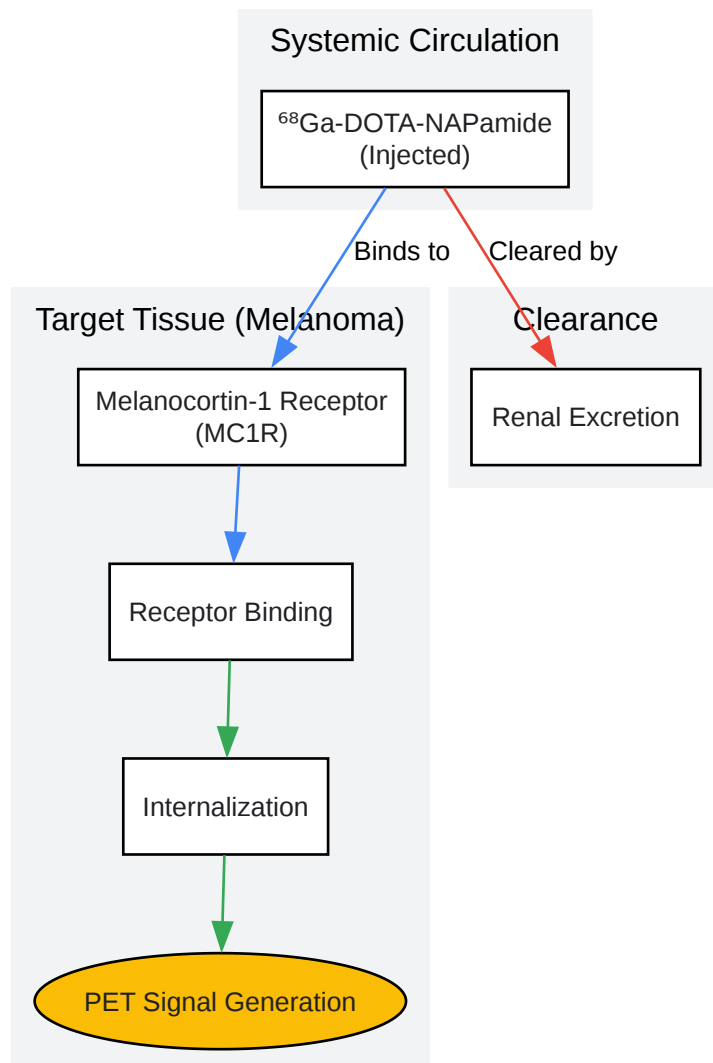 Systemic Circulation
⁶⁸Ga-DOTA-NAPamide
(Injected)
Binds to
Cleared by
Target Tissue (Melanoma)
Clearance
Melanocortin-1 Receptor
(MC1R)
Renal Excretion
Receptor Binding
Internalization
PET Signal Generation